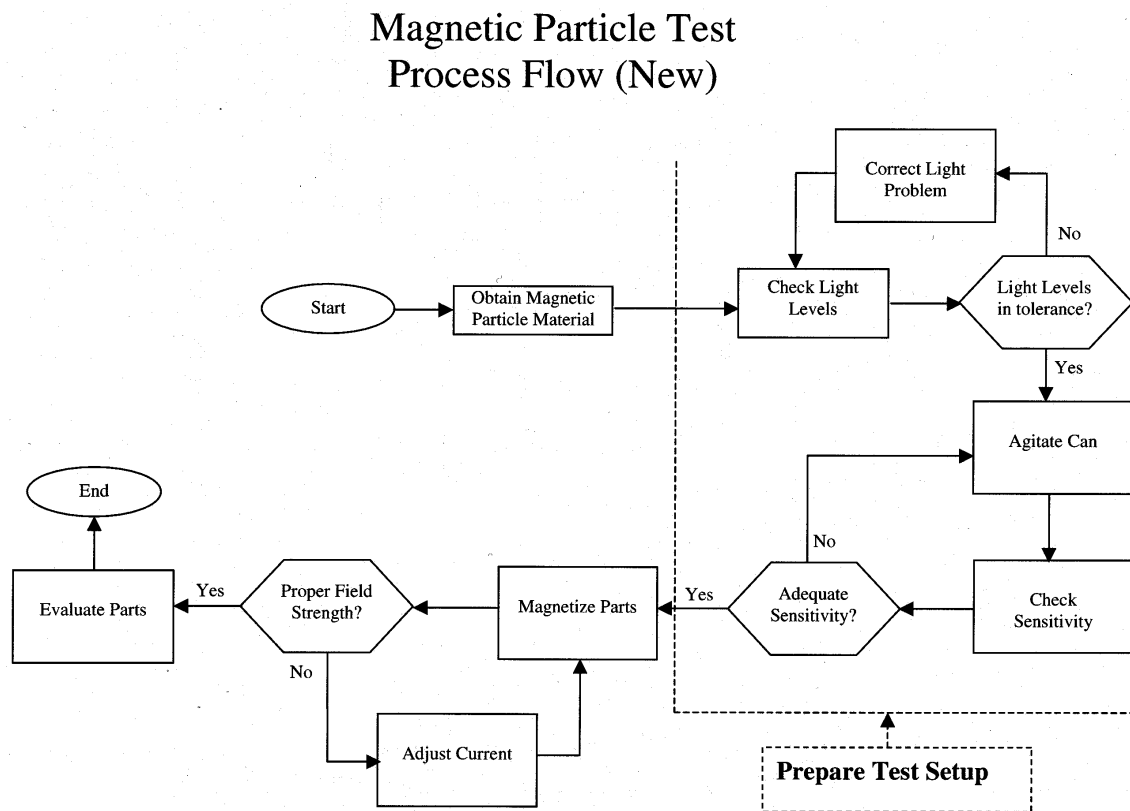 Magnetic Particle Test
Process Flow (New)
Correct Light
Problem
No
Start
Obtain Magnetic
Particle Material
Check Light
Levels
Light Levels
in tolerance?
Yes
Agitate Can
End
No
Yes
Evaluate Parts
Proper Field
Strength?
Magnetize Parts
Yes
Adequate
Sensitivity?
Check
Sensitivity
No
Adjust Current
Prepare Test Setup